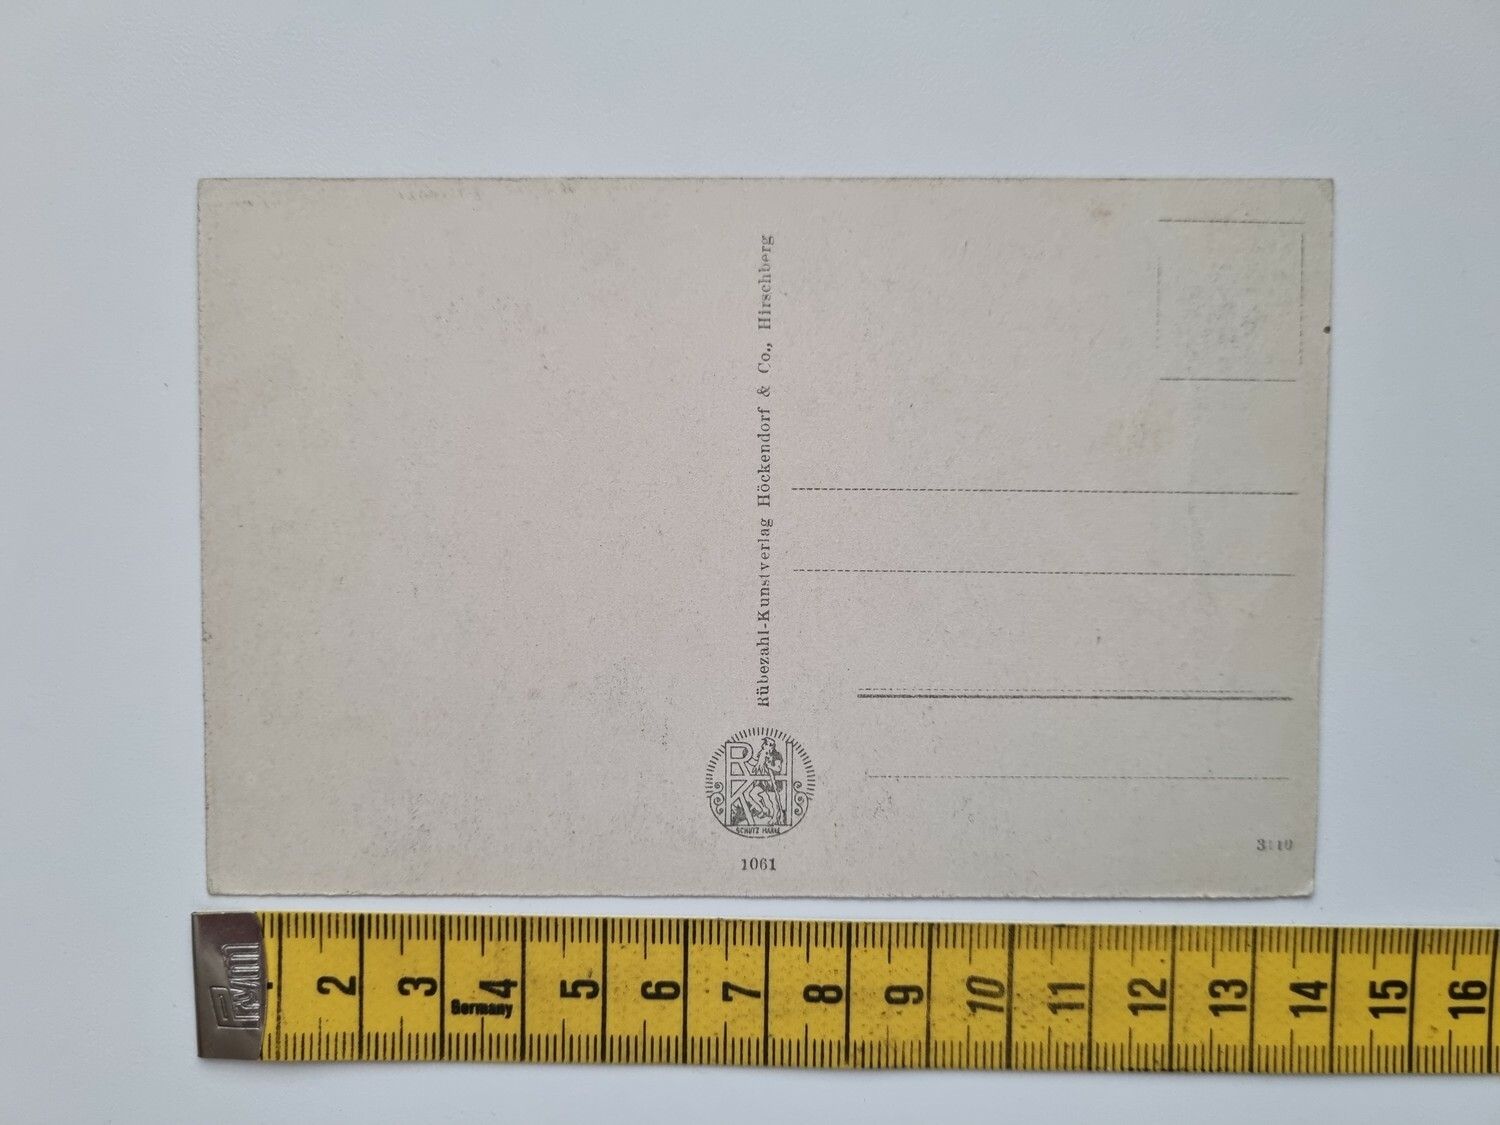 Rübezahl-Kunstverlag Höckendorf & Co., Hirschberg
R
K
SCHUTZ MARKE
1061
Prym
2 3 4 5 6 7 8 9 10 11 12 13 14 15 16
Germany